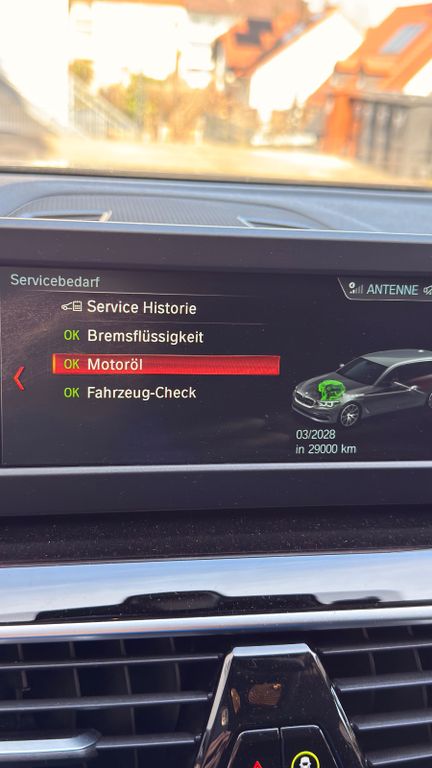 Servicebedarf
ANTENNE
Service Historie
OK Bremsflüssigkeit
OK Motoröl
OK Fahrzeug-Check
03/2028
in 29000 km